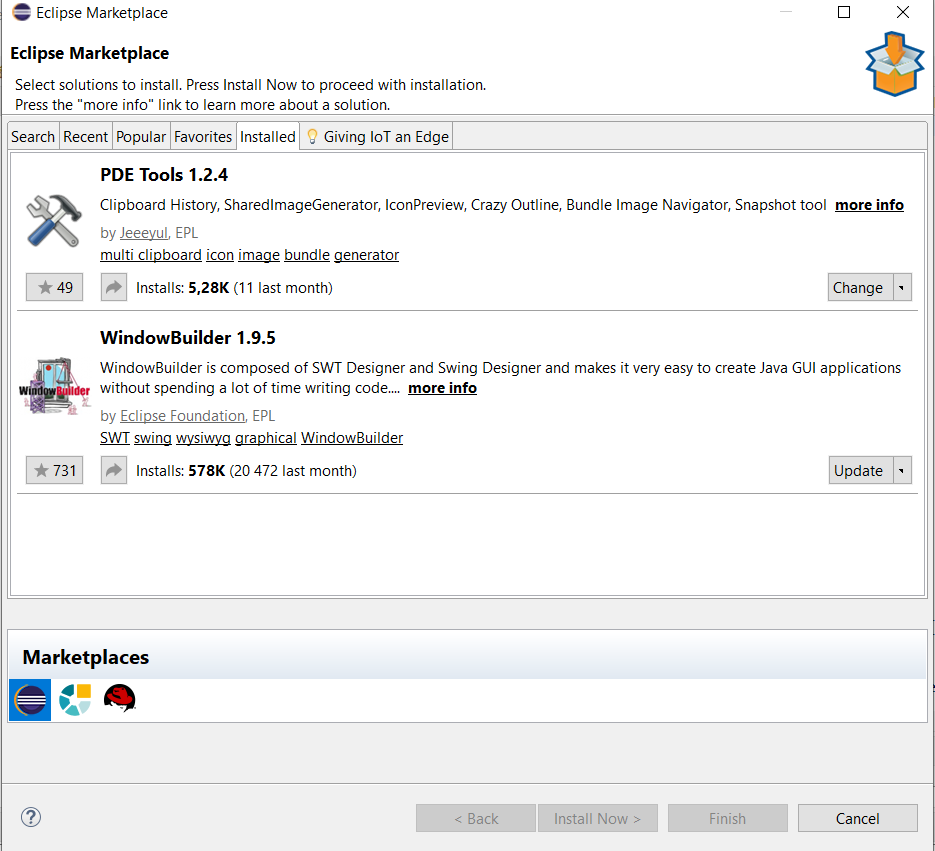 Eclipse Marketplace
Eclipse Marketplace
Select solutions to install. Press Install Now to proceed with installation.
Press the "more info" link to learn more about a solution.
Search Recent Popular Favorites Installed Giving IoT an Edge
PDE Tools 1.2.4
Clipboard History, SharedImageGenerator, IconPreview, Crazy Outline, Bundle Image Navigator, Snapshot tool more info
by Jeeeyul, EPL
multi clipboard icon image bundle generator
49 Installs: 5,28K (11 last month) Change
WindowBuilder 1.9.5
WindowBuilder is composed of SWT Designer and Swing Designer and makes it very easy to create Java GUI applications
without spending a lot of time writing code.... more info
WindowBuilder
by Eclipse Foundation, EPL
SWT swing wysiwyg graphical WindowBuilder
731 Installs: 578K (20 472 last month) Update
Marketplaces
? < Back Install Now > Finish Cancel